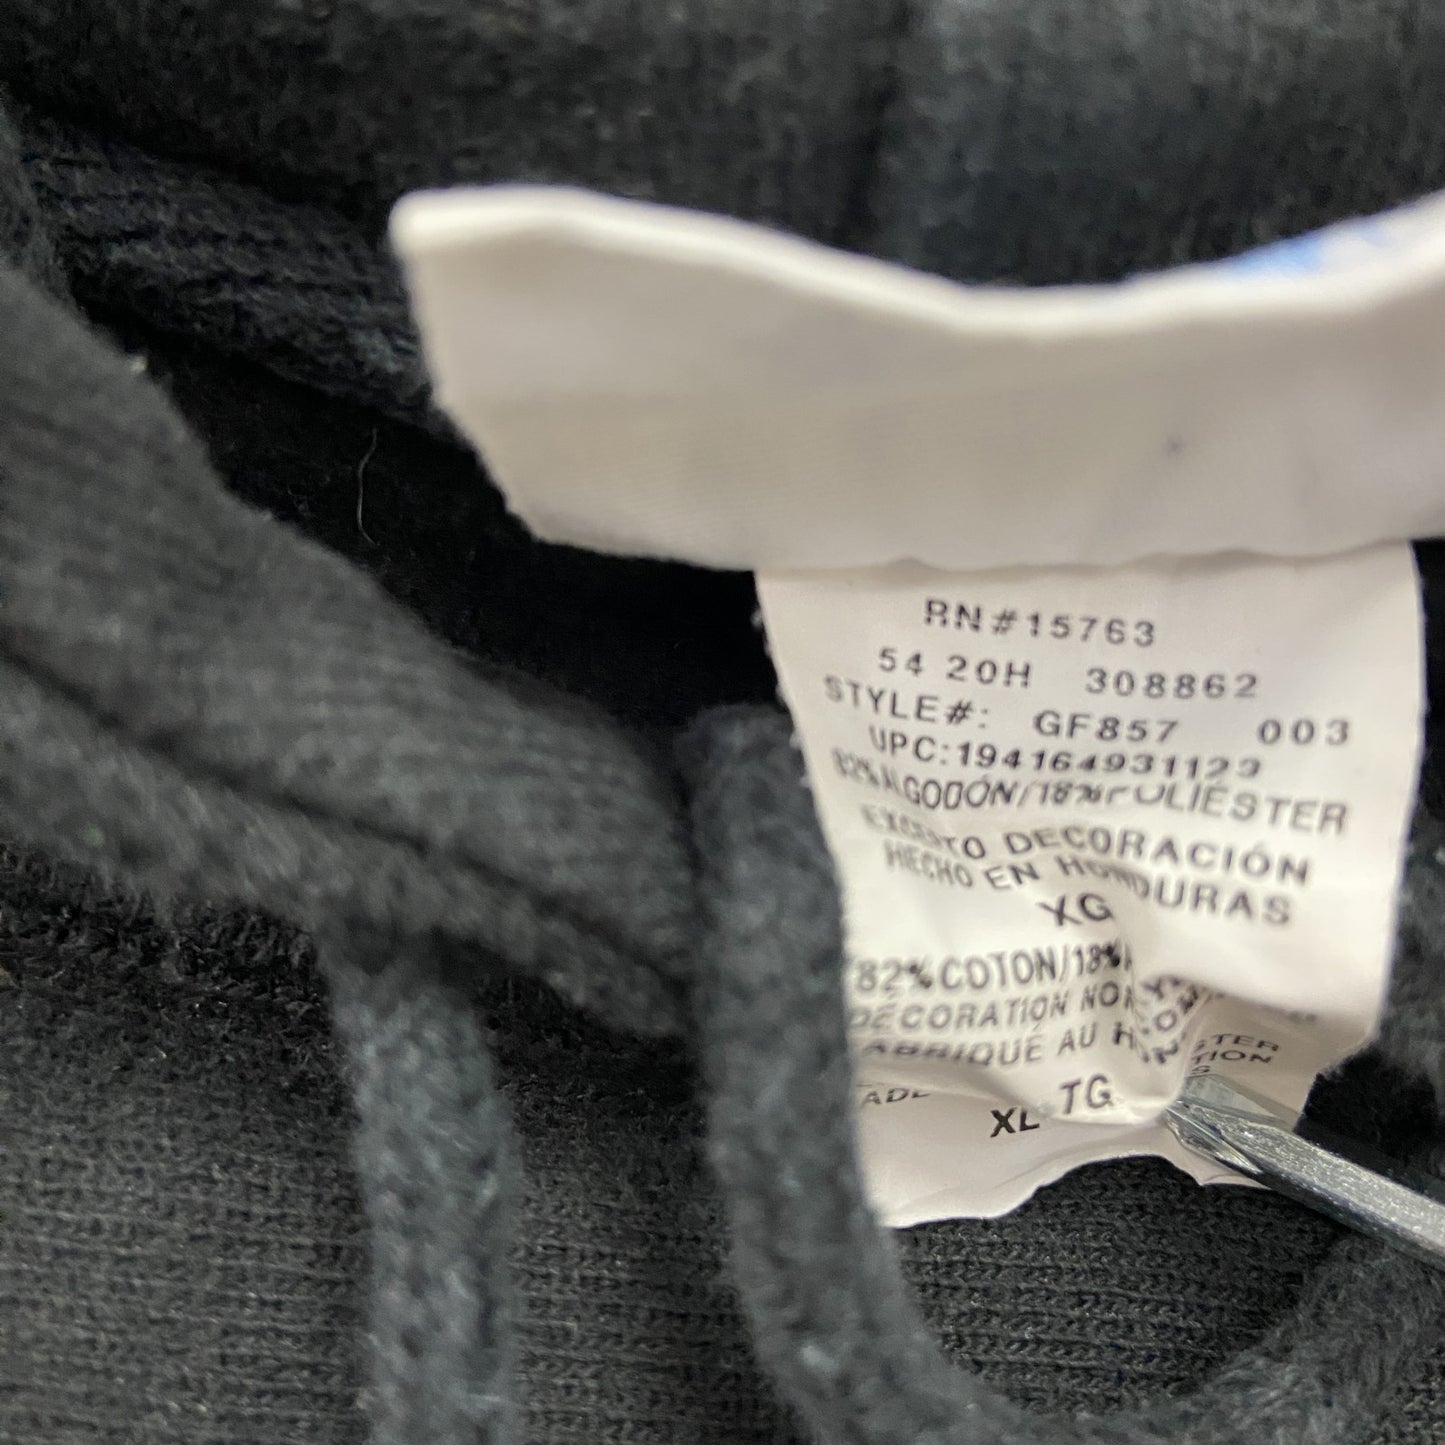 RN#15763
54 20H 308862
STYLE#: GF857 003
UPC:194164931123
82% ALGODÓN/18% POLIÉSTER
EXCEPTO DECORACIÓN
HECHO EN HONDURAS
XG
82% COTON/18%
DÉCORATION NON
FABRIQUÉ AU
TG
XL